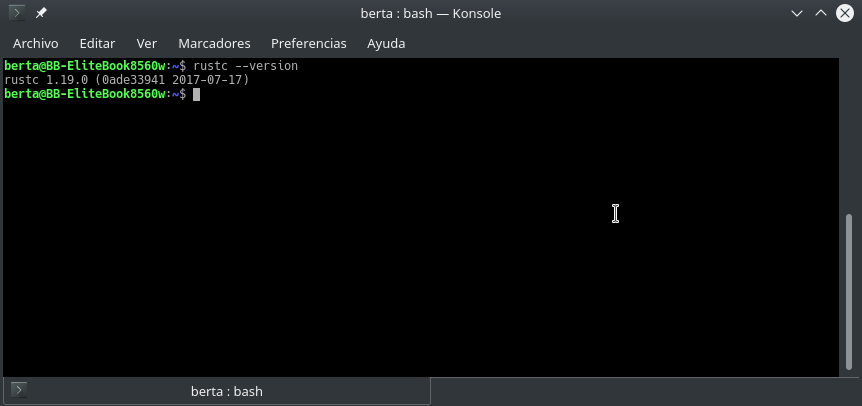 berta : bash — Konsole
Archivo Editar Ver Marcadores Preferencias Ayuda
berta@BB-EliteBook8560w:~$ rustc --version
rustc 1.19.0 (0ade33941 2017-07-17)
berta@BB-EliteBook8560w:~$
berta : bash